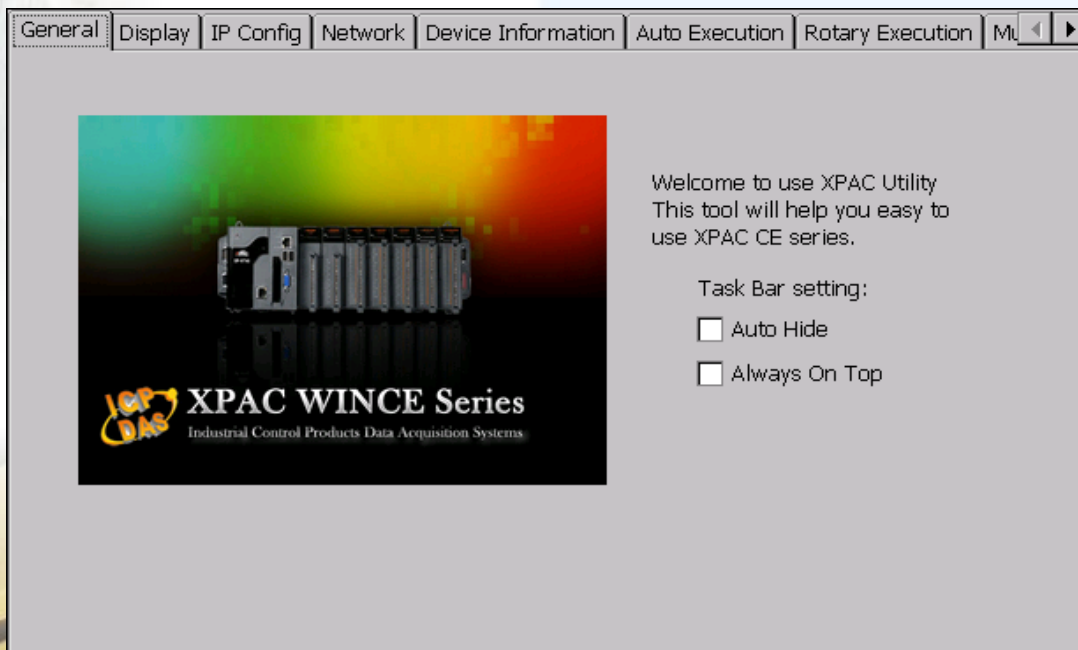 General Display IP Config Network Device Information Auto Execution Rotary Execution
Welcome to use XPAC Utility
This tool will help you easy to
use XPAC CE series.
Task Bar setting:
Auto Hide
Always On Top
ICP
DAS
XPAC WINCE Series
Industrial Control Products Data Acquisition Systems